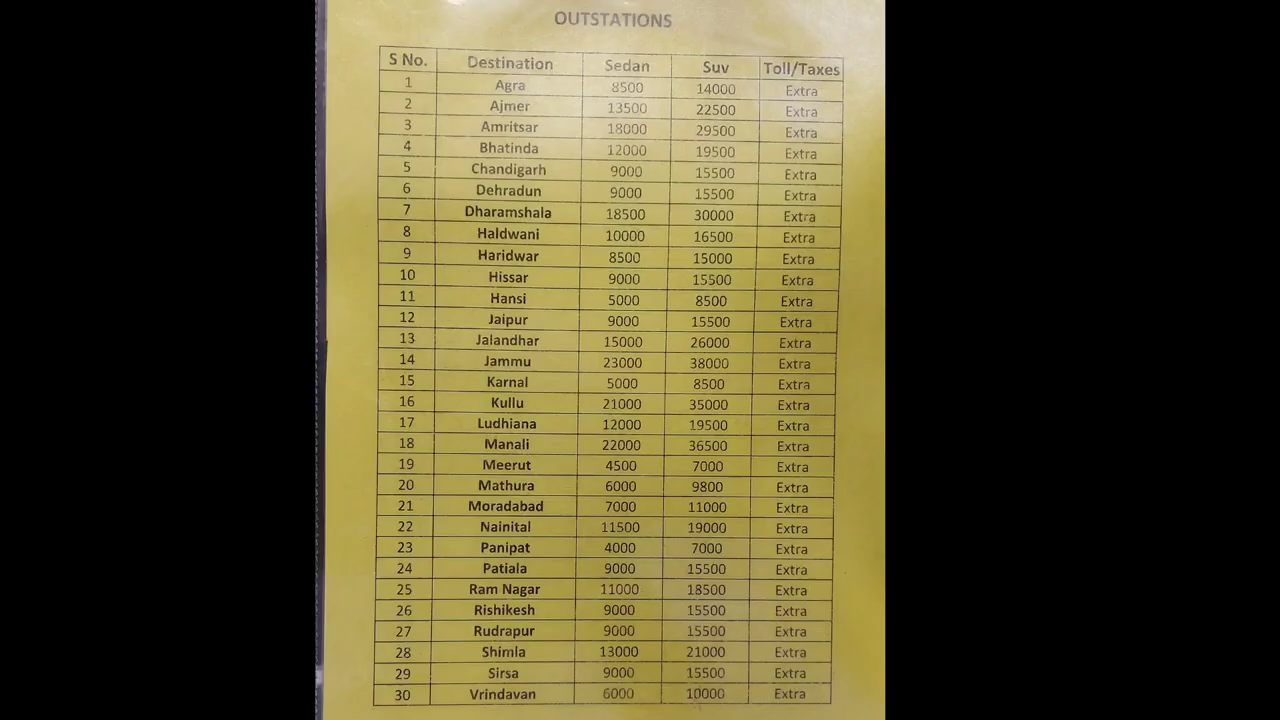 OUTSTATIONS
S No. Destination Sedan Suv Toll/Taxes
1 Agra 8500 14000 Extra
2 Ajmer 13500 22500 Extra
3 Amritsar 18000 29500 Extra
4 Bhatinda 12000 19500 Extra
5 Chandigarh 9000 15500 Extra
6 Dehradun 9000 15500 Extra
7 Dharamshala 18500 30000 Extra
8 Haldwani 10000 16500 Extra
9 Haridwar 8500 15000 Extra
10 Hissar 9000 15500 Extra
11 Hansi 5000 8500 Extra
12 Jaipur 9000 15500 Extra
13 Jalandhar 15000 26000 Extra
14 Jammu 23000 38000 Extra
15 Karnal 5000 8500 Extra
16 Kullu 21000 35000 Extra
17 Ludhiana 12000 19500 Extra
18 Manali 22000 36500 Extra
19 Meerut 4500 7000 Extra
20 Mathura 6000 9800 Extra
21 Moradabad 7000 11000 Extra
22 Nainital 11500 19000 Extra
23 Panipat 4000 7000 Extra
24 Patiala 9000 15500 Extra
25 Ram Nagar 11000 18500 Extra
26 Rishikesh 9000 15500 Extra
27 Rudrapur 9000 15500 Extra
28 Shimla 13000 21000 Extra
29 Sirsa 9000 15500 Extra
30 Vrindavan 6000 10000 Extra